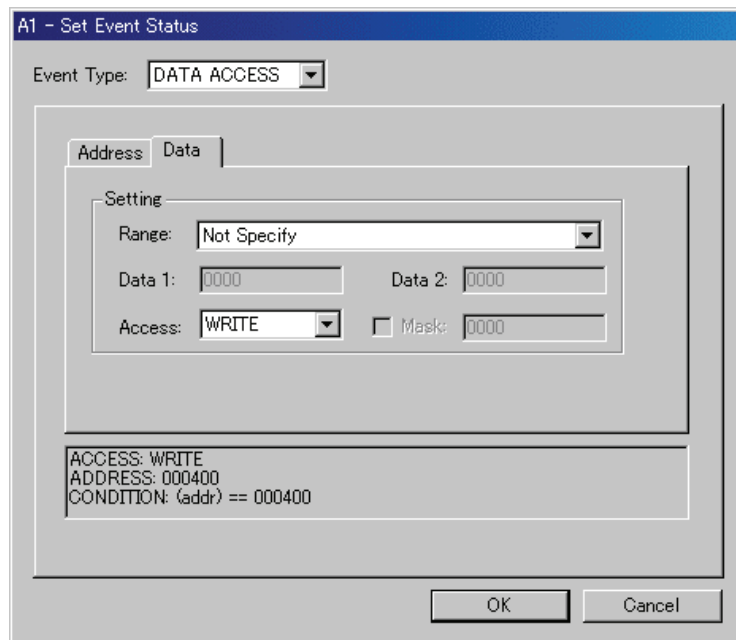 A1 - Set Event Status
Event Type: DATA ACCESS
Address Data
Setting
Range: Not Specify
Data 1: 0000 Data 2: 0000
Access: WRITE Mask: 0000
ACCESS: WRITE
ADDRESS: 000400
CONDITION: (addr) == 000400
OK Cancel